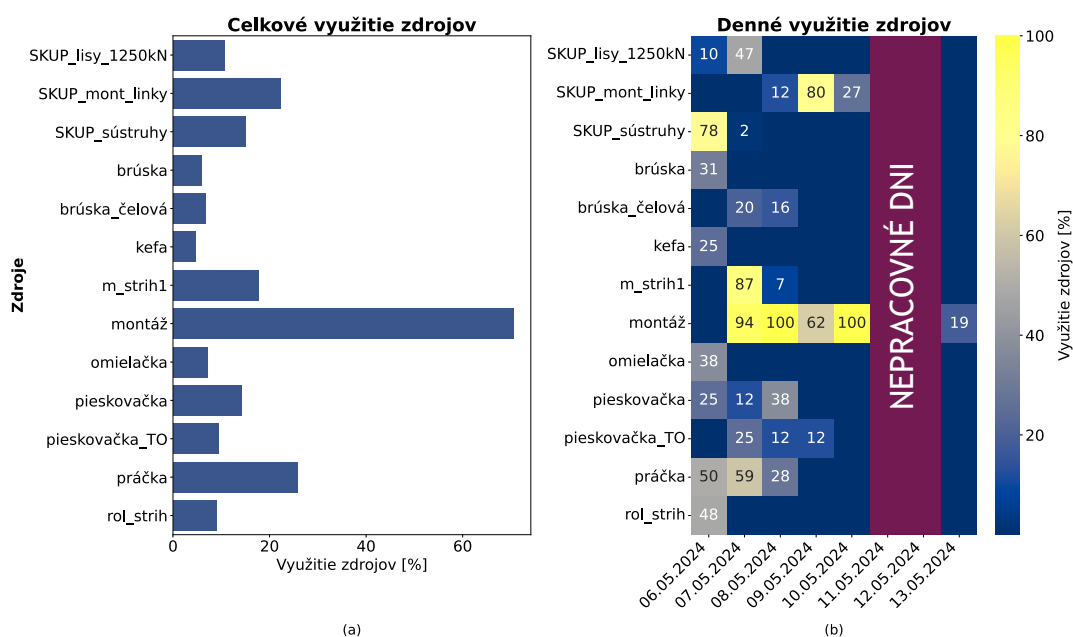 Celkové využitie zdrojov
Zdroje
SKUP_lisy_1250kN
SKUP_mont_linky
SKUP_sústruhy
brúska
brúska_čelová
kefa
m_strih1
montáž
omielačka
pieskovačka
pieskovačka_TO
práčka
rol_strih
0 20 40 60
Využitie zdrojov [%]
(a)
Denné využitie zdrojov
SKUP_lisy_1250kN 10 47
SKUP_mont_linky 12 80 27
SKUP_sústruhy 78 2
brúska 31
brúska_čelová 20 16
kefa 25
m_strih1 87 7
montáž 94 100 62 100 19
omielačka 38
pieskovačka 25 12 38
pieskovačka_TO 25 12 12
práčka 50 59 28
rol_strih 48
NEPRACOVNÉ DNI
06.05.2024
07.05.2024
08.05.2024
09.05.2024
10.05.2024
11.05.2024
12.05.2024
13.05.2024
(b)
100
80
60
40
20
Využitie zdrojov [%]